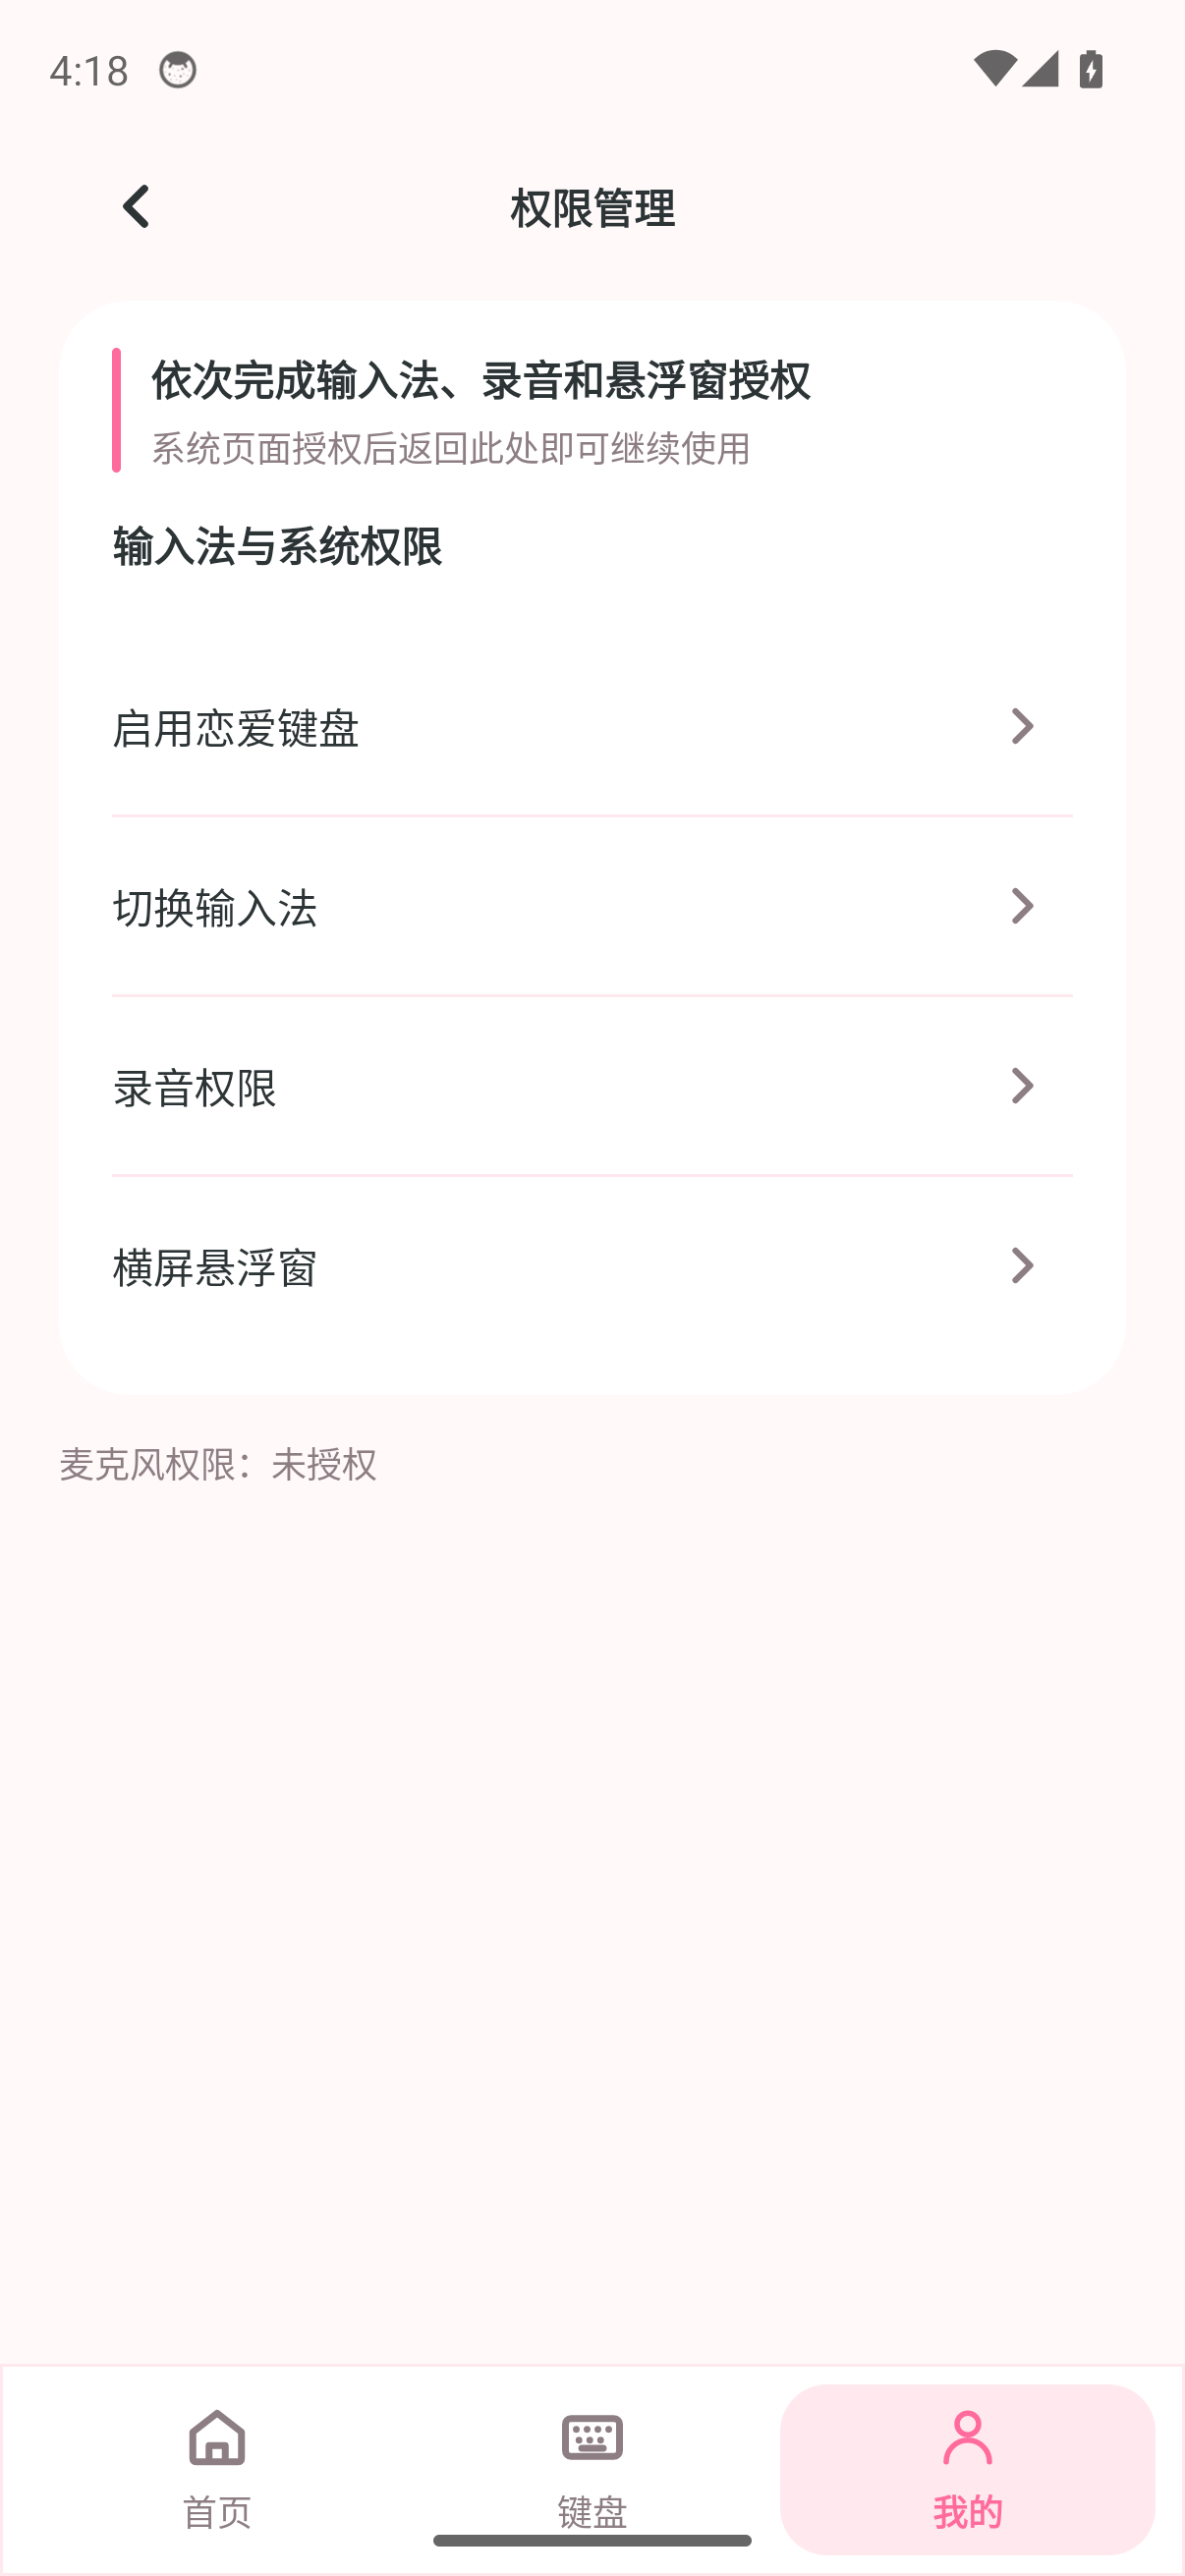 4:18
权限管理
依次完成输入法、录音和悬浮窗授权
系统页面授权后返回此处即可继续使用
输入法与系统权限
启用恋爱键盘
切换输入法
录音权限
横屏悬浮窗
麦克风权限：未授权
首页
键盘
我的